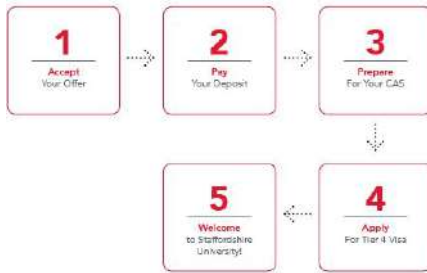 1
Accept
Your Offer
2
Pay
Your Deposit
3
Prepare
For Your CAS
4
Apply
For Tier 4 Visa
5
Welcome
to Staffordshire
University!